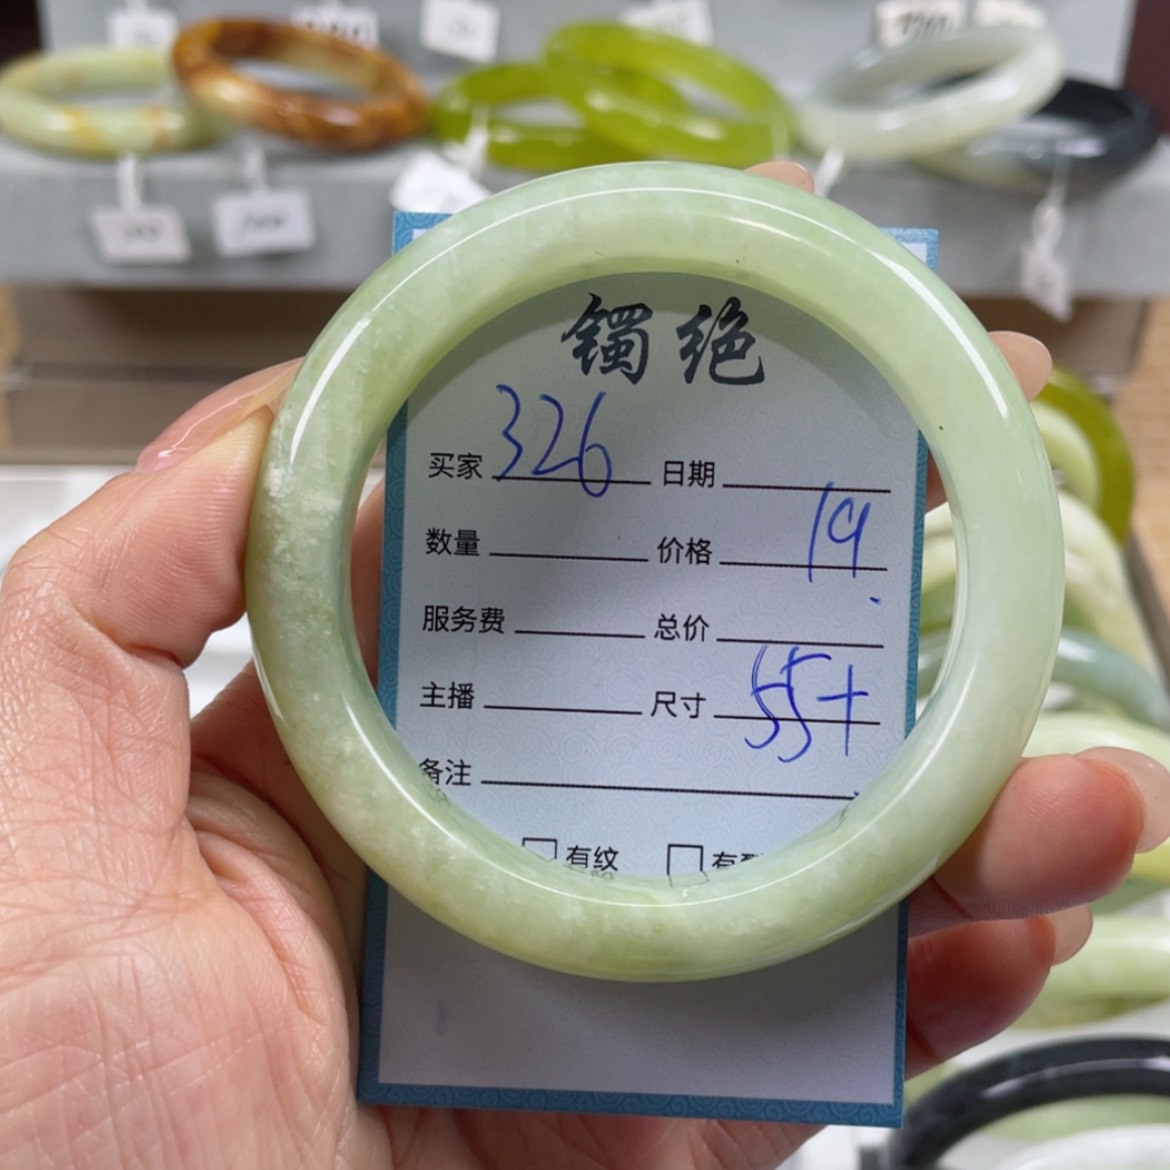 镯绝
买家 326 日期
数量 价格 19.
服务费 总价
主播 尺寸 55+
备注
有纹 有